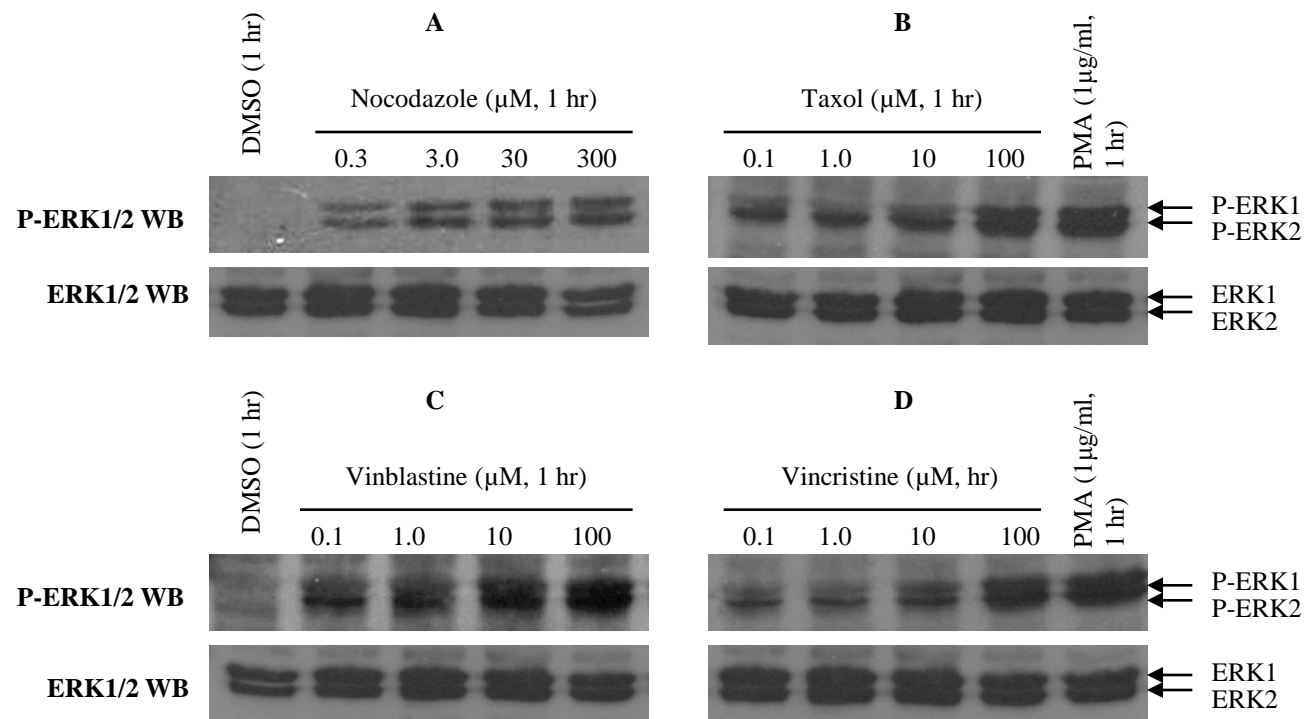 A
B
DMSO (1 hr)
Nocodazole (µM, 1 hr)
Taxol (µM, 1 hr)
PMA (1µg/ml,
1 hr)
0.3 3.0 30 300
0.1 1.0 10 100
P-ERK1/2 WB
P-ERK1
P-ERK2
ERK1/2 WB
ERK1
ERK2
C
D
DMSO (1 hr)
Vinblastine (µM, 1 hr)
Vincristine (µM, hr)
PMA (1µg/ml,
1 hr)
0.1 1.0 10 100
0.1 1.0 10 100
P-ERK1/2 WB
P-ERK1
P-ERK2
ERK1/2 WB
ERK1
ERK2